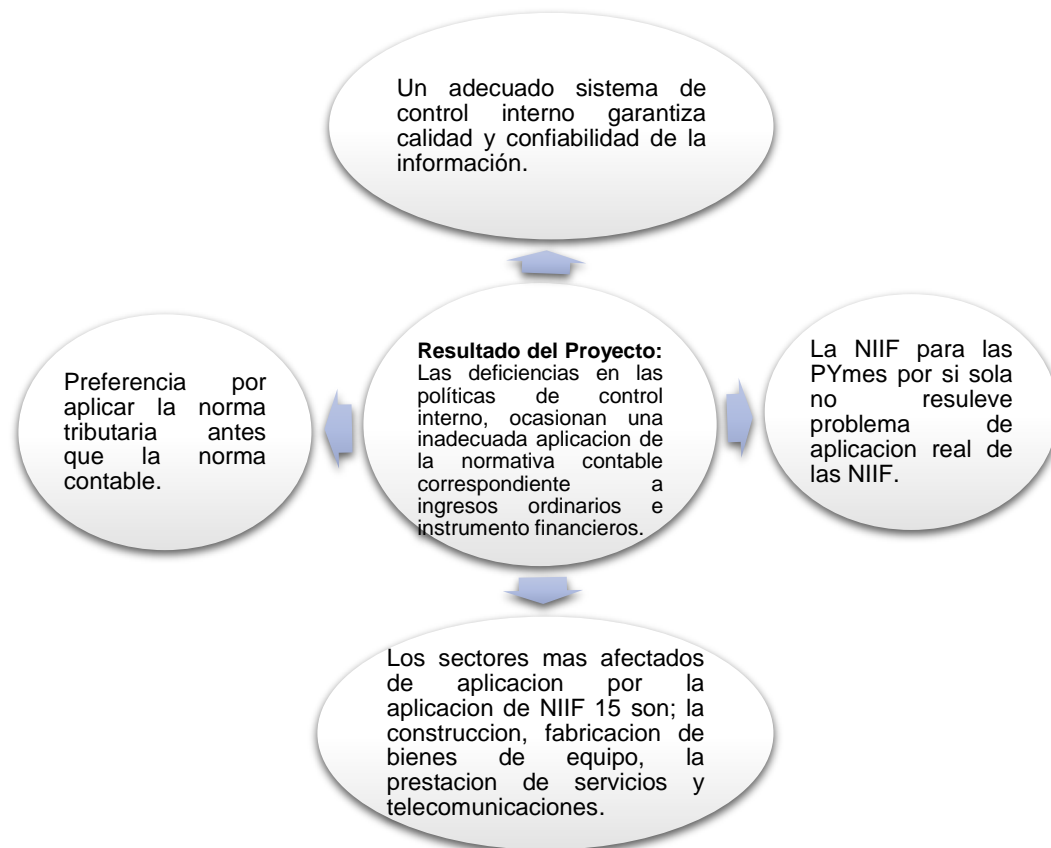 Un adecuado sistema de
control interno garantiza
calidad y confiabilidad de la
información.
Preferencia por
aplicar la norma
tributaria antes
que la norma
contable.
Resultado del Proyecto:
Las deficiencias en las
políticas de control
interno, ocasionan una
inadecuada aplicacion de
la normativa contable
correspondiente a
ingresos ordinarios e
instrumento financieros.
La NIIF para las
PYmes por si sola
no resuleve
problema de
aplicacion real de
las NIIF.
Los sectores mas afectados
de aplicacion por la
aplicacion de NIIF 15 son; la
construccion, fabricacion de
bienes de equipo, la
prestacion de servicios y
telecomunicaciones.